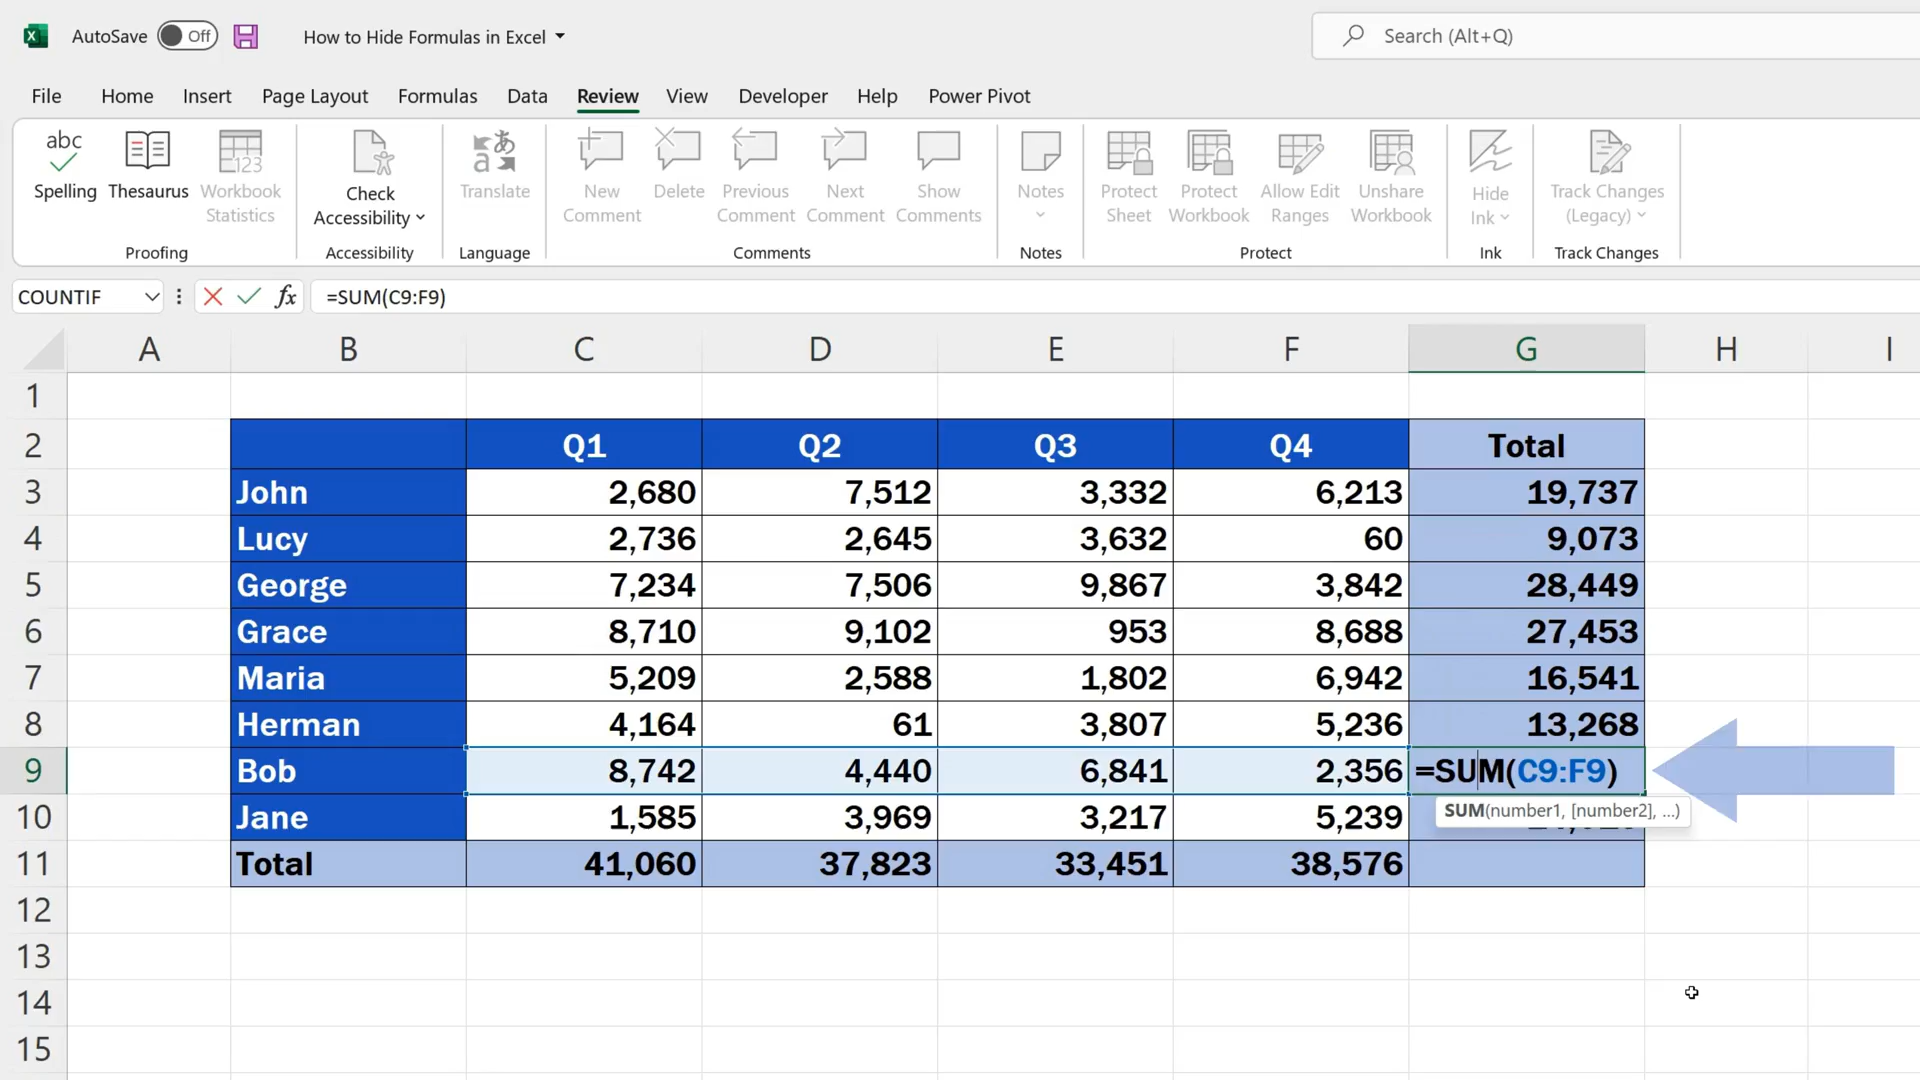 AutoSave Off How to Hide Formulas in Excel Search (Alt+Q)
File Home Insert Page Layout Formulas Data Review View Developer Help Power Pivot
abc
123
Spelling Thesaurus Workbook Statistics
Check Accessibility
Translate
New Comment Delete Previous Comment Next Comment Show Comments
Notes
Protect Sheet Protect Workbook Allow Edit Ranges Unshare Workbook
Hide Ink
Track Changes (Legacy)
Proofing Accessibility Language Comments Notes Protect Ink Track Changes
COUNTIF fx =SUM(C9:F9)
A B C D E F G H I
1
2 Q1 Q2 Q3 Q4 Total
3 John 2,680 7,512 3,332 6,213 19,737
4 Lucy 2,736 2,645 3,632 60 9,073
5 George 7,234 7,506 9,867 3,842 28,449
6 Grace 8,710 9,102 953 8,688 27,453
7 Maria 5,209 2,588 1,802 6,942 16,541
8 Herman 4,164 61 3,807 5,236 13,268
9 Bob 8,742 4,440 6,841 2,356 =SUM(C9:F9)
SUM(number1, [number2], ...)
10 Jane 1,585 3,969 3,217 5,239
11 Total 41,060 37,823 33,451 38,576
12
13
14
15